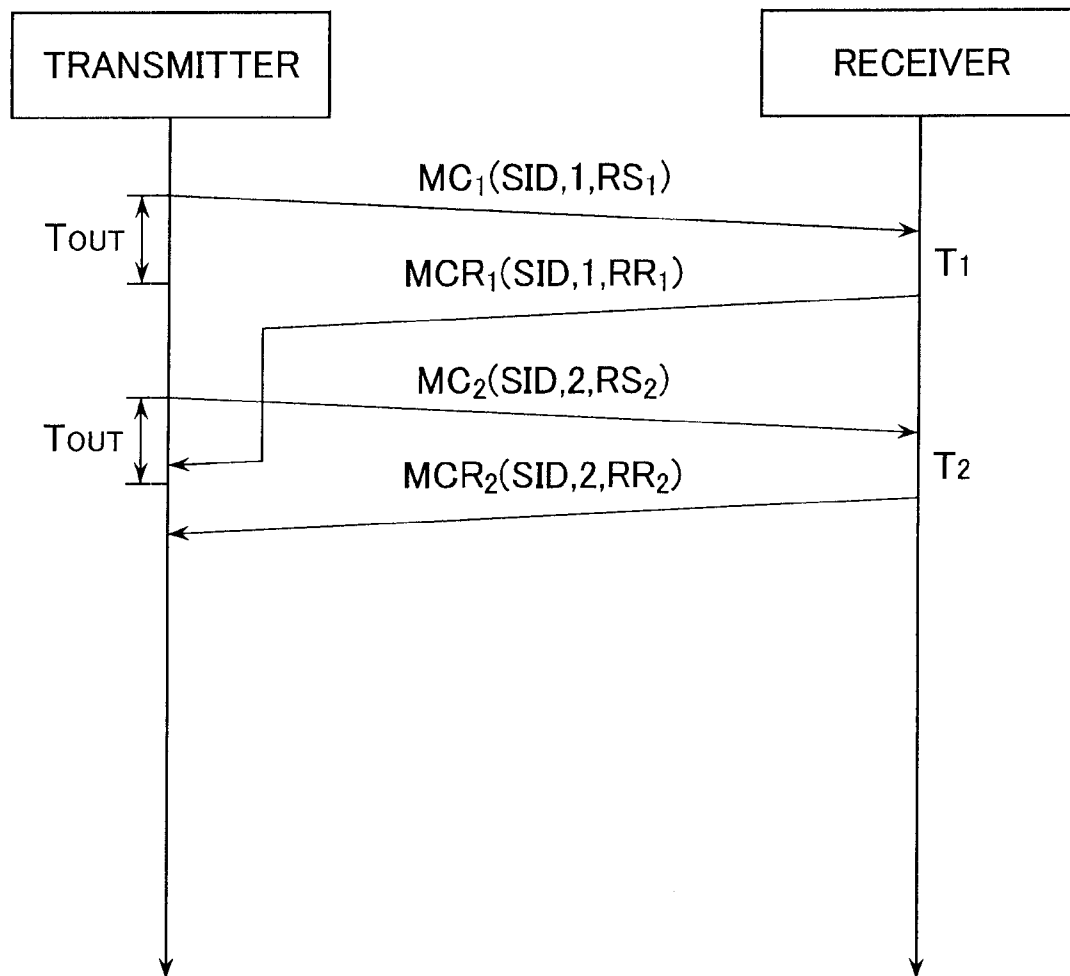 TRANSMITTER
RECEIVER
MC₁(SID,1,RS₁)
TOUT
MCR₁(SID,1,RR₁)
T1
MC₂(SID,2,RS₂)
TOUT
MCR₂(SID,2,RR₂)
T2